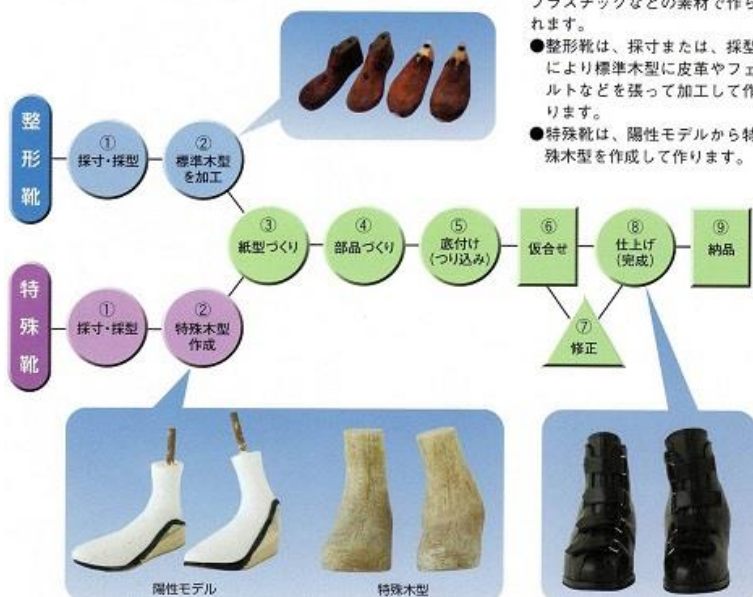 プラスチックなどの素材で作ら
れます。
●整形靴は、採寸または、採型
により標準木型に皮革やフェ
ルトなどを張って加工して作
ります。
●特殊靴は、陽性モデルから特
殊木型を作成して作ります。
整形靴
①
採寸・採型
②
標準木型
を加工
③
紙型づくり
④
部品づくり
⑤
底付け
(つり込み)
⑥
仮合せ
⑦
修正
⑧
仕上げ
(完成)
⑨
納品
特殊靴
①
採寸・採型
②
特殊木型
作成
陽性モデル
特殊木型